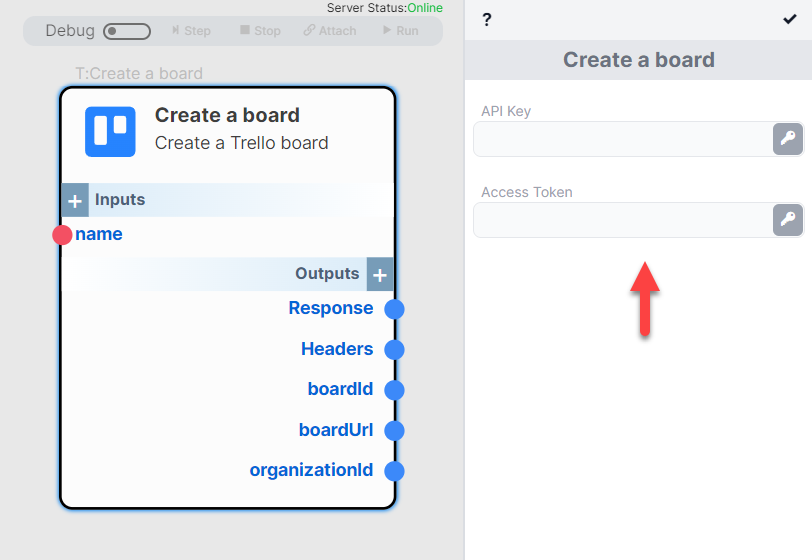 Server Status:Online
Debug Step Stop Attach Run
T:Create a board
Create a board
Create a Trello board
Inputs
name
Outputs
Response
Headers
boardId
boardUrl
organizationId
?
Create a board
API Key
Access Token